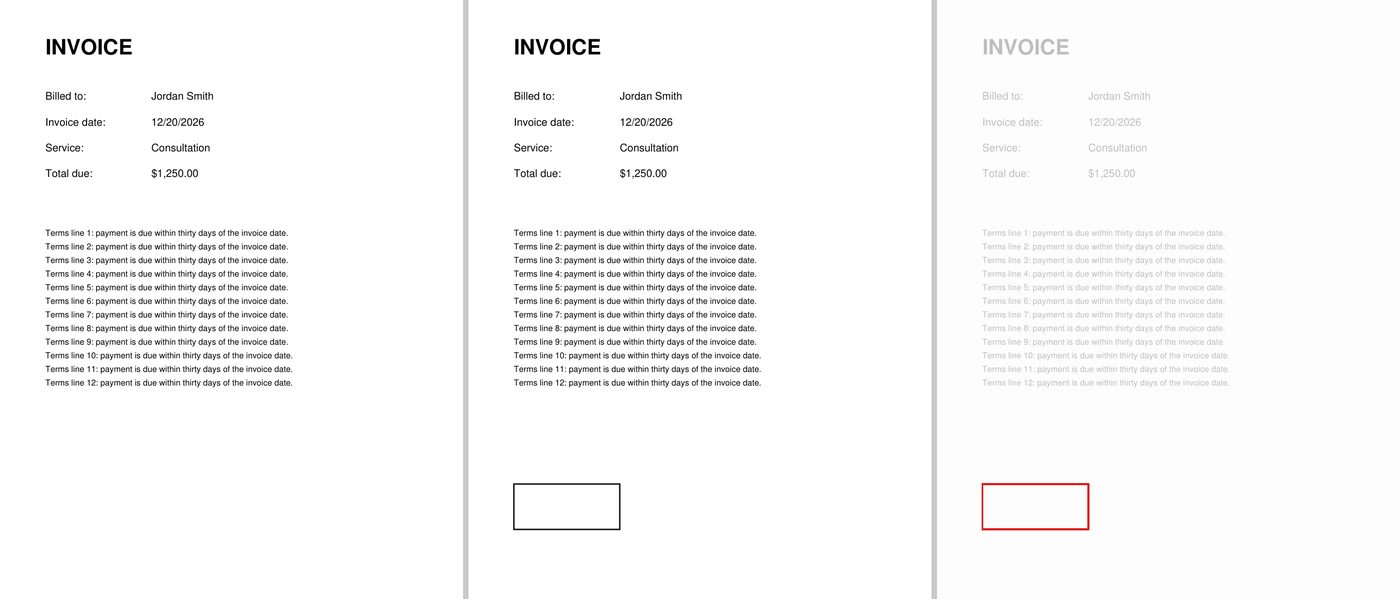 INVOICE
Billed to: Jordan Smith
Invoice date: 12/20/2026
Service: Consultation
Total due: $1,250.00
Terms line 1: payment is due within thirty days of the invoice date.
Terms line 2: payment is due within thirty days of the invoice date.
Terms line 3: payment is due within thirty days of the invoice date.
Terms line 4: payment is due within thirty days of the invoice date.
Terms line 5: payment is due within thirty days of the invoice date.
Terms line 6: payment is due within thirty days of the invoice date.
Terms line 7: payment is due within thirty days of the invoice date.
Terms line 8: payment is due within thirty days of the invoice date.
Terms line 9: payment is due within thirty days of the invoice date.
Terms line 10: payment is due within thirty days of the invoice date.
Terms line 11: payment is due within thirty days of the invoice date.
Terms line 12: payment is due within thirty days of the invoice date.
INVOICE
Billed to: Jordan Smith
Invoice date: 12/20/2026
Service: Consultation
Total due: $1,250.00
Terms line 1: payment is due within thirty days of the invoice date.
Terms line 2: payment is due within thirty days of the invoice date.
Terms line 3: payment is due within thirty days of the invoice date.
Terms line 4: payment is due within thirty days of the invoice date.
Terms line 5: payment is due within thirty days of the invoice date.
Terms line 6: payment is due within thirty days of the invoice date.
Terms line 7: payment is due within thirty days of the invoice date.
Terms line 8: payment is due within thirty days of the invoice date.
Terms line 9: payment is due within thirty days of the invoice date.
Terms line 10: payment is due within thirty days of the invoice date.
Terms line 11: payment is due within thirty days of the invoice date.
Terms line 12: payment is due within thirty days of the invoice date.
INVOICE
Billed to: Jordan Smith
Invoice date: 12/20/2026
Service: Consultation
Total due: $1,250.00
Terms line 1: payment is due within thirty days of the invoice date.
Terms line 2: payment is due within thirty days of the invoice date.
Terms line 3: payment is due within thirty days of the invoice date.
Terms line 4: payment is due within thirty days of the invoice date.
Terms line 5: payment is due within thirty days of the invoice date.
Terms line 6: payment is due within thirty days of the invoice date.
Terms line 7: payment is due within thirty days of the invoice date.
Terms line 8: payment is due within thirty days of the invoice date.
Terms line 9: payment is due within thirty days of the invoice date.
Terms line 10: payment is due within thirty days of the invoice date.
Terms line 11: payment is due within thirty days of the invoice date.
Terms line 12: payment is due within thirty days of the invoice date.